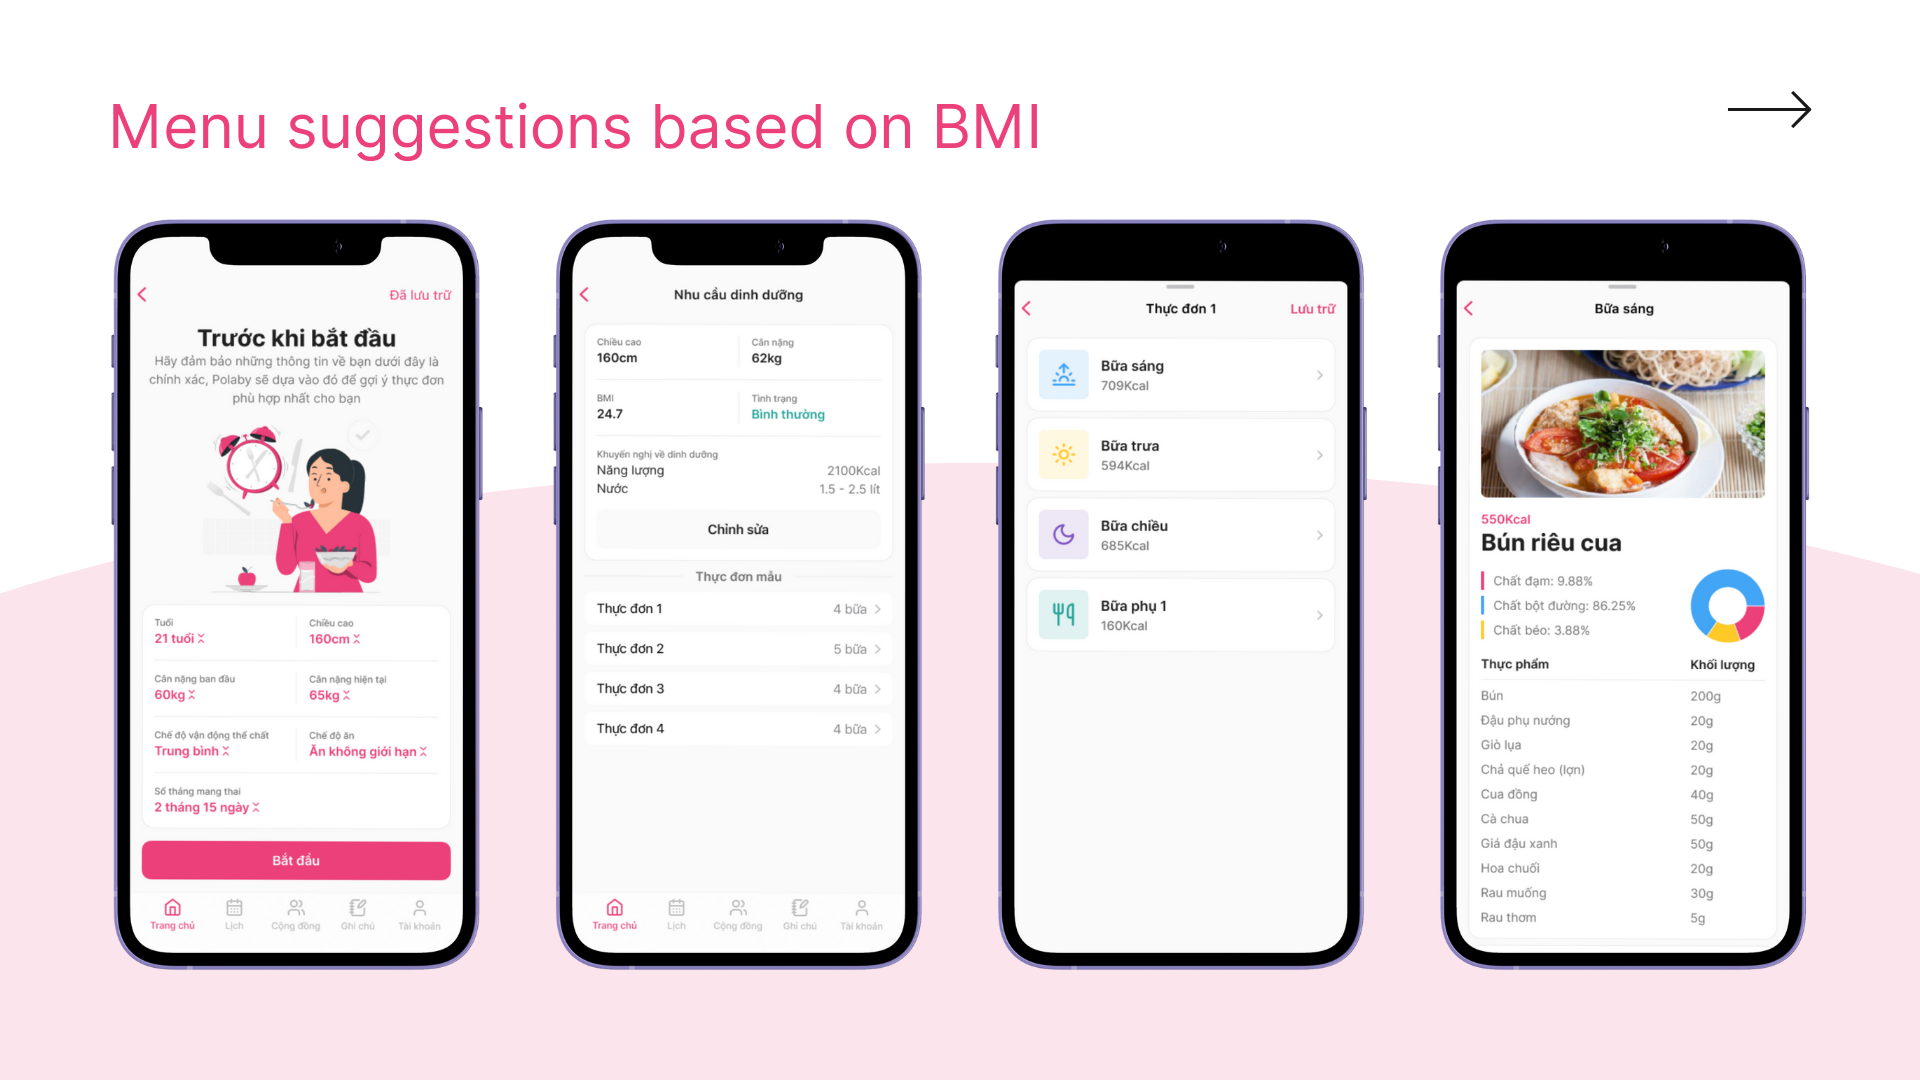 Menu suggestions based on BMI
Đã lưu trữ
Trước khi bắt đầu
Hãy đảm bảo những thông tin về bạn dưới đây là
chính xác, Polaby sẽ dựa vào đó để gợi ý thực đơn
phù hợp nhất cho bạn
Tuổi
21 tuổi
Chiều cao
160cm
Cân nặng ban đầu
60kg
Cân nặng hiện tại
65kg
Chế độ vận động thể chất
Trung bình
Chế độ ăn
Ăn không giới hạn
Số tháng mang thai
2 tháng 15 ngày
Bắt đầu
Trang chủ
Lịch
Cộng đồng
Ghi chú
Tài khoản
Nhu cầu dinh dưỡng
Chiều cao
160cm
Cân nặng
62kg
BMI
24.7
Tình trạng
Bình thường
Khuyến nghị về dinh dưỡng
Năng lượng 2100Kcal
Nước 1.5 - 2.5 lít
Chỉnh sửa
Thực đơn mẫu
Thực đơn 1 4 bữa
Thực đơn 2 5 bữa
Thực đơn 3 4 bữa
Thực đơn 4 4 bữa
Trang chủ
Lịch
Cộng đồng
Ghi chú
Tài khoản
Thực đơn 1
Lưu trữ
Bữa sáng
709Kcal
Bữa trưa
594Kcal
Bữa chiều
685Kcal
Bữa phụ 1
160Kcal
Bữa sáng
550Kcal
Bún riêu cua
Chất đạm: 9.88%
Chất bột đường: 86.25%
Chất béo: 3.88%
Thực phẩm Khối lượng
Bún 200g
Đậu phụ nướng 20g
Giò lụa 20g
Chả quế heo (lợn) 20g
Cua đồng 40g
Cà chua 50g
Giá đậu xanh 50g
Hoa chuối 20g
Rau muống 30g
Rau thơm 5g